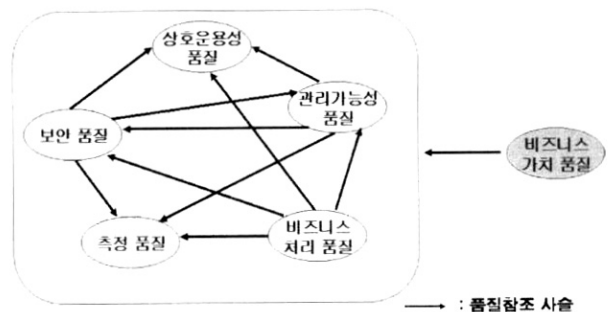 상호운용성
품질
관리가능성
품질
보안 품질
비즈니스
가치 품질
측정 품질
비즈니스
처리 품질
: 품질참조 사슬